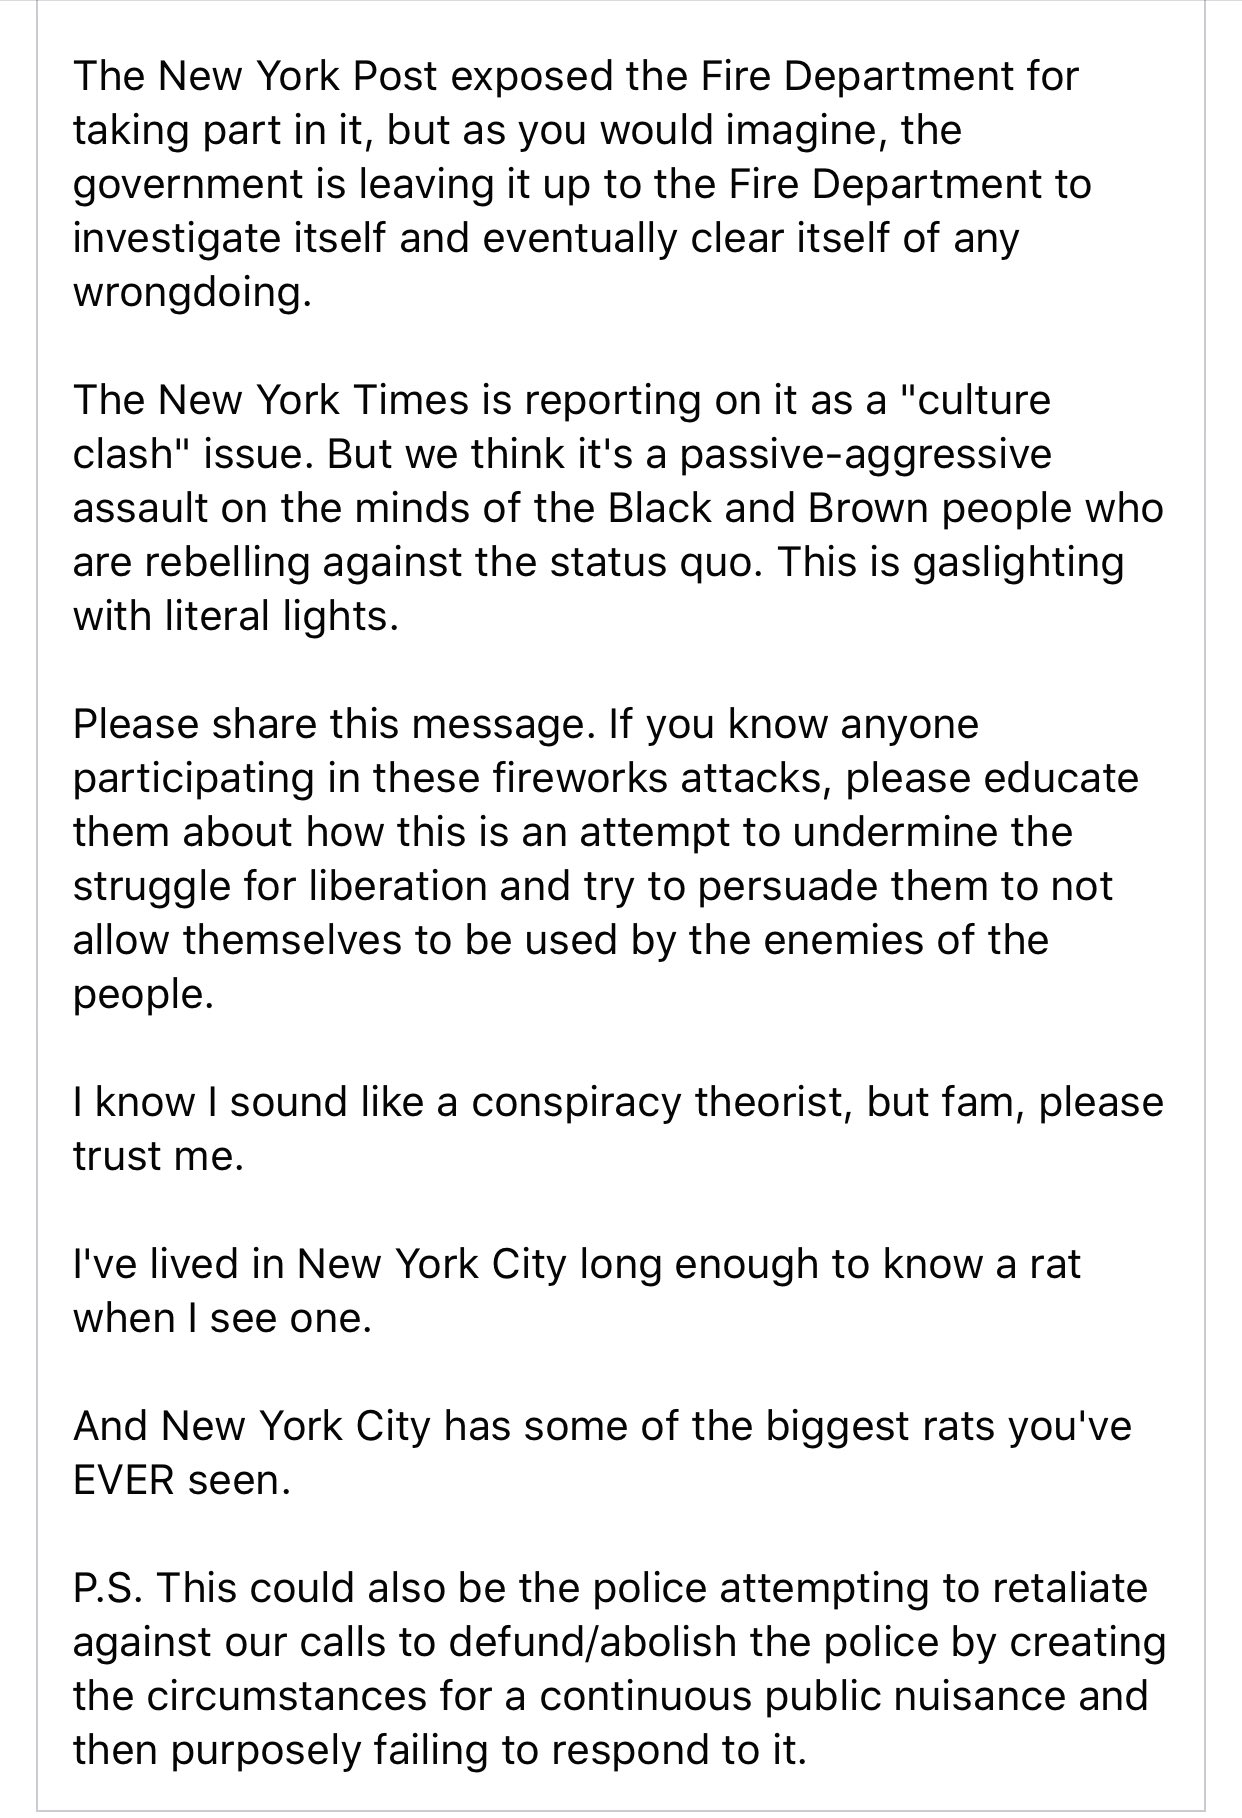 The New York Post exposed the Fire Department for
taking part in it, but as you would imagine, the
government is leaving it up to the Fire Department to
investigate itself and eventually clear itself of any
wrongdoing.
The New York Times is reporting on it as a "culture
clash" issue. But we think it's a passive-aggressive
assault on the minds of the Black and Brown people who
are rebelling against the status quo. This is gaslighting
with literal lights.
Please share this message. If you know anyone
participating in these fireworks attacks, please educate
them about how this is an attempt to undermine the
struggle for liberation and try to persuade them to not
allow themselves to be used by the enemies of the
people.
I know I sound like a conspiracy theorist, but fam, please
trust me.
I've lived in New York City long enough to know a rat
when I see one.
And New York City has some of the biggest rats you've
EVER seen.
P.S. This could also be the police attempting to retaliate
against our calls to defund/abolish the police by creating
the circumstances for a continuous public nuisance and
then purposely failing to respond to it.